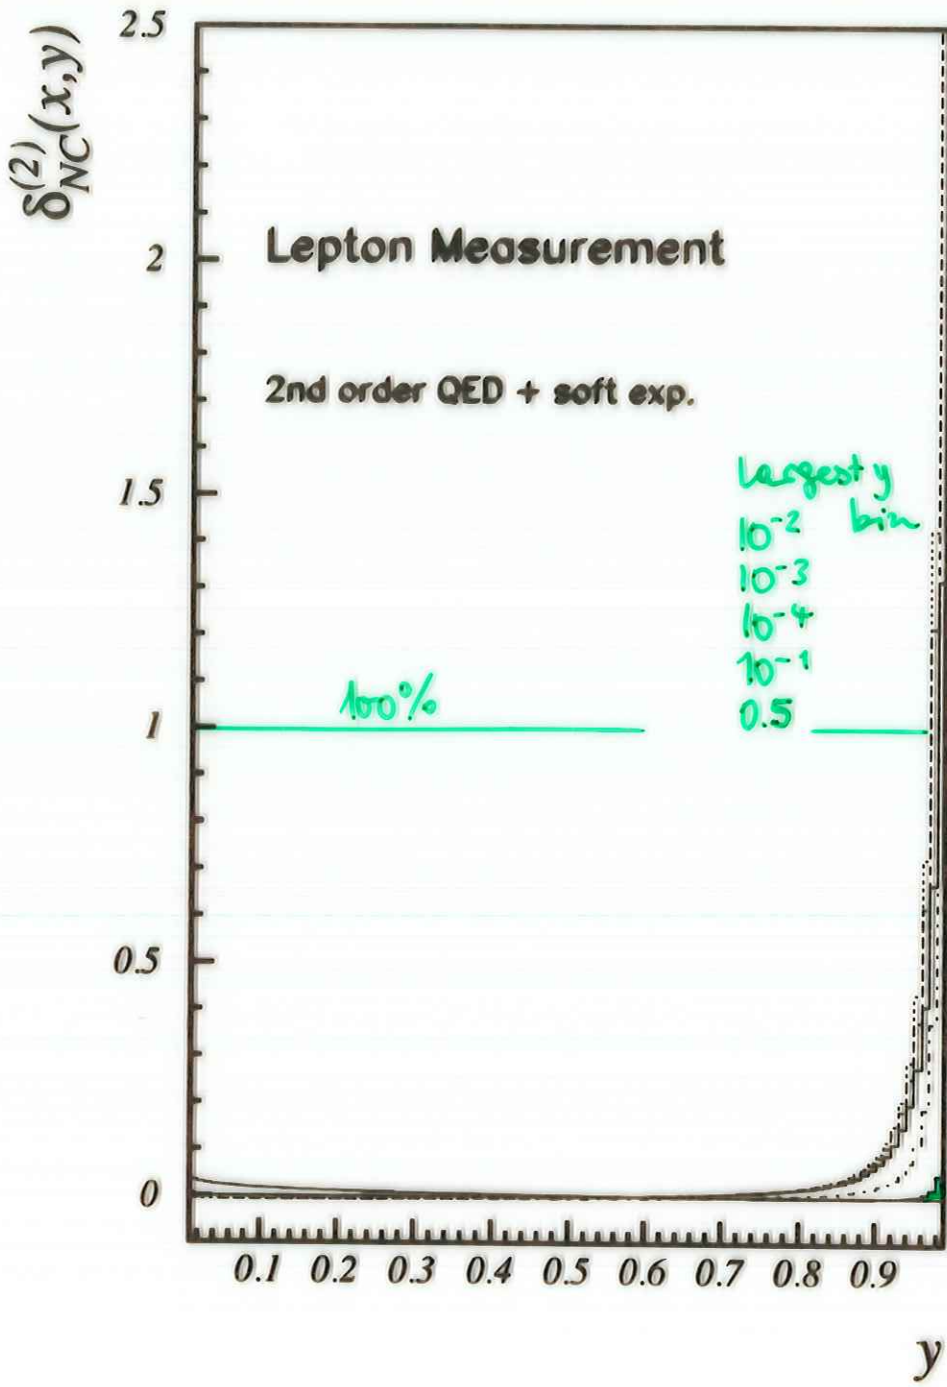 2.5
δ_{NC}^{(2)}(x,y)
2
Lepton Measurement
2nd order QED + soft exp.
1.5
Largest y
bin
10^{-2}
10^{-3}
10^{-4}
10^{-1}
0.5
100%
1
0.5
0
0.1 0.2 0.3 0.4 0.5 0.6 0.7 0.8 0.9
y